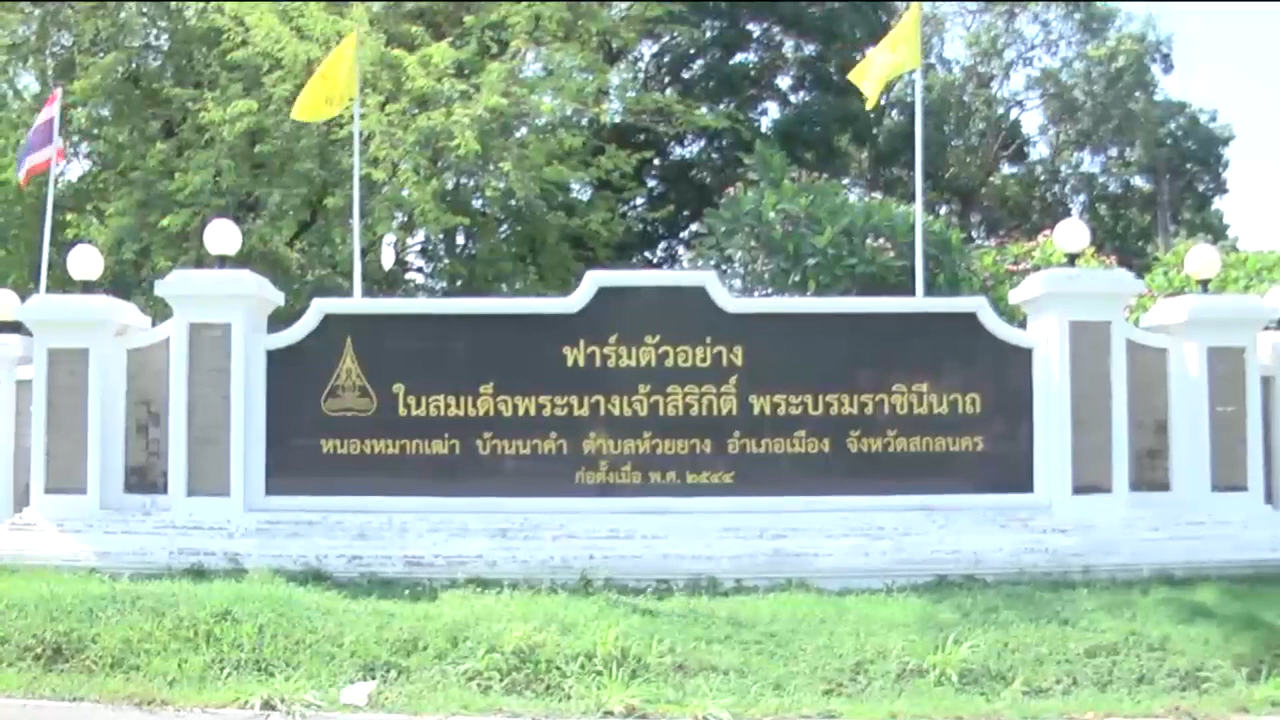 ฟาร์มตัวอย่าง
ในสมเด็จพระนางเจ้าสิริกิติ์ พระบรมราชินีนาถ
หนองหมากเฒ่า บ้านนาคำ ตำบลห้วยยาง อำเภอเมือง จังหวัดสกลนคร
ก่อตั้งเมื่อ พ.ศ. ๒๕๔๔